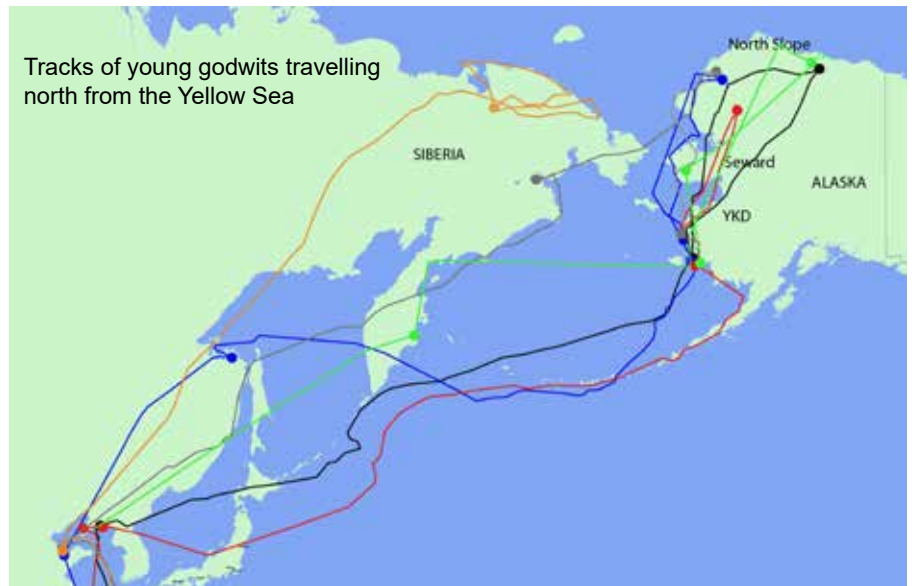 Tracks of young godwits travelling
north from the Yellow Sea
North Slope
SIBERIA
Seward
ALASKA
YKD